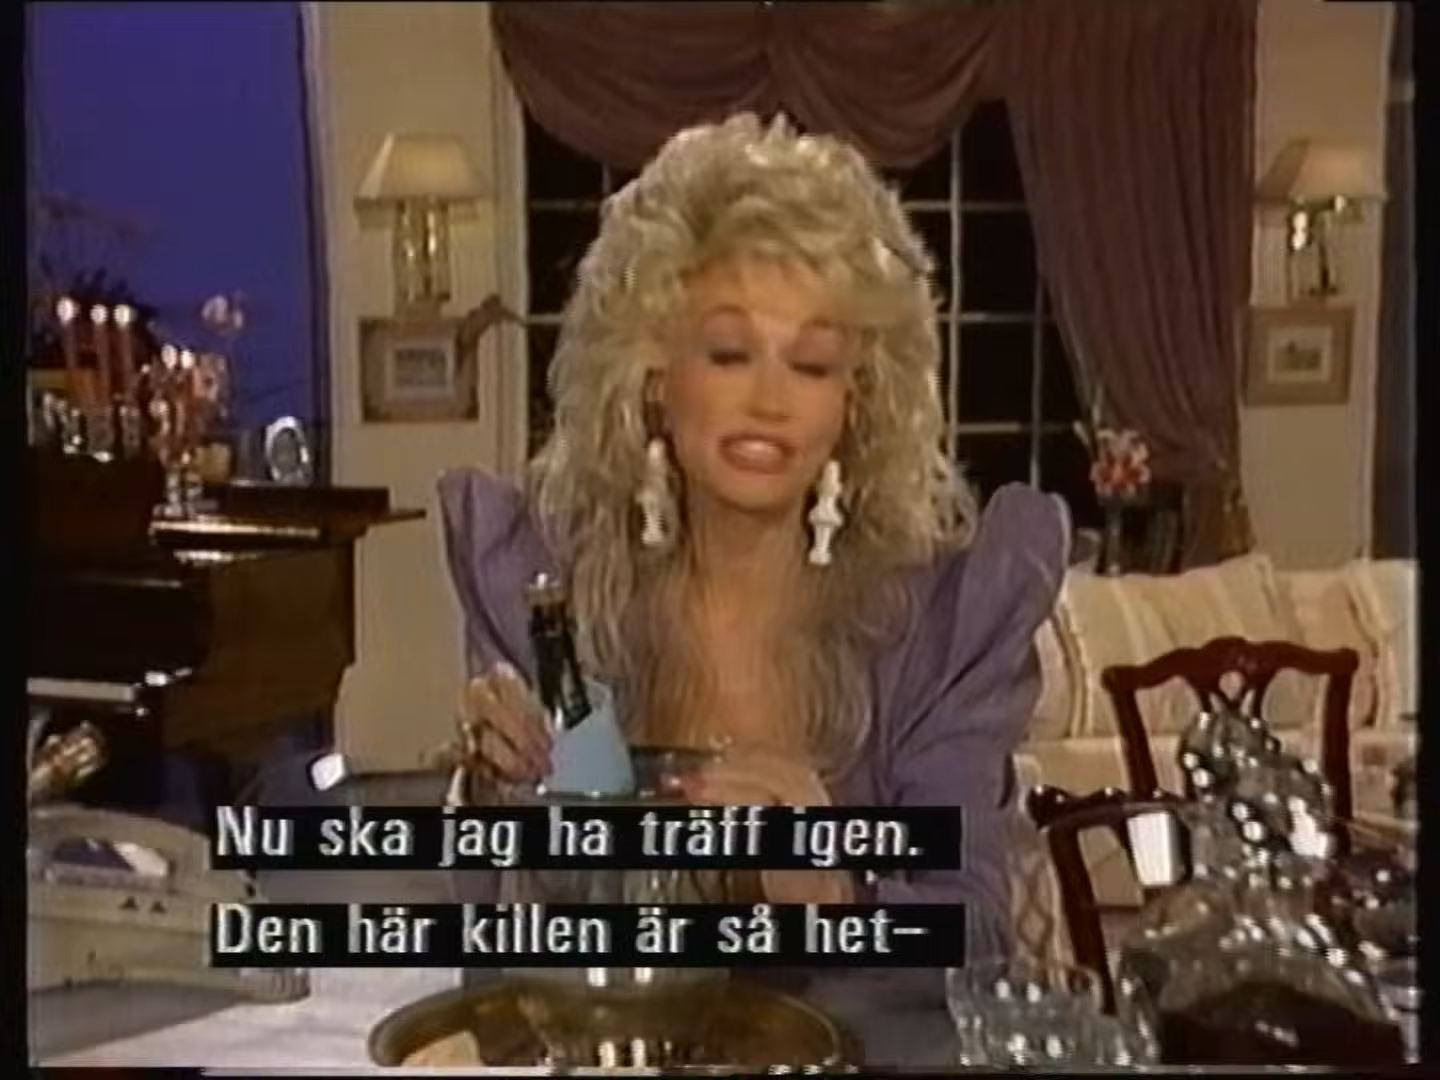 Nu ska jag ha träff igen.
Den här killen är så het–